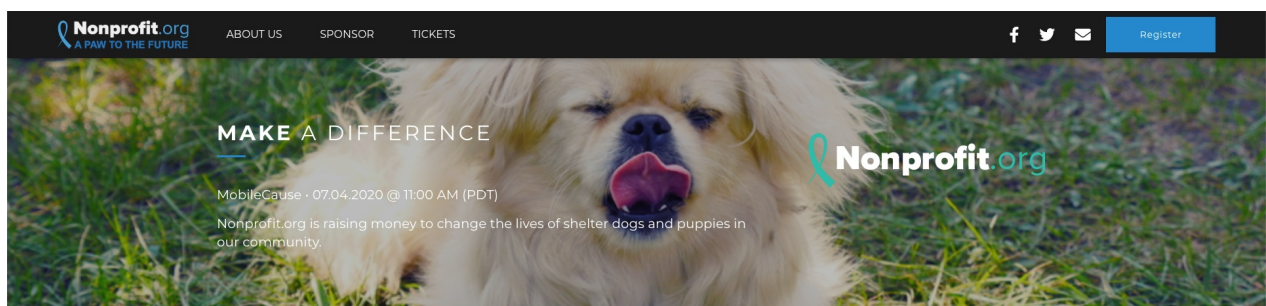 Nonprofit.org
A PAW TO THE FUTURE
ABOUT US
SPONSOR
TICKETS
Register
MAKE A DIFFERENCE
MobileCause • 07.04.2020 @ 11:00 AM (PDT)
Nonprofit.org is raising money to change the lives of shelter dogs and puppies in
our community.
Nonprofit.org